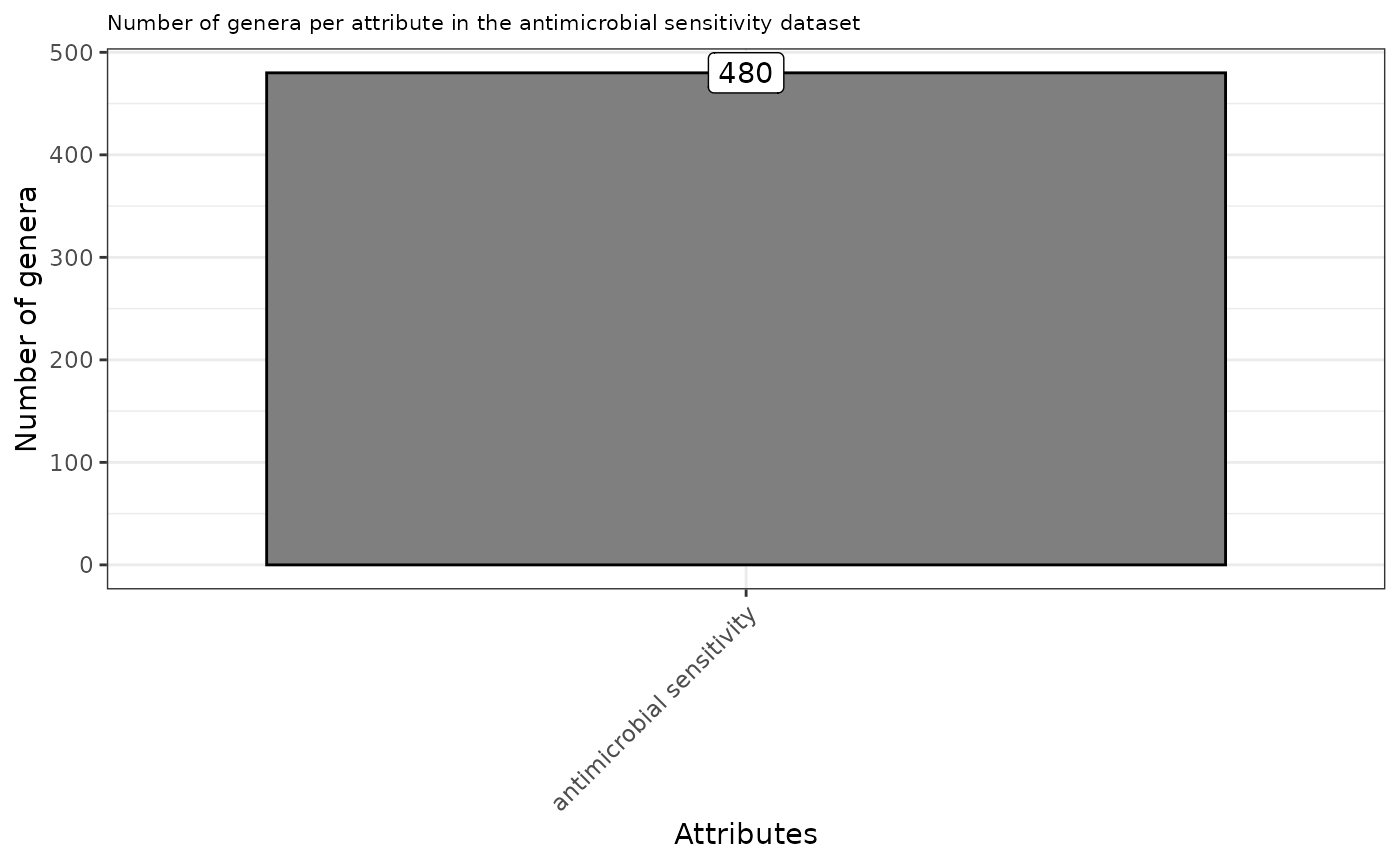 Number of genera per attribute in the antimicrobial sensitivity dataset
500
480
400
300
200
100
0
Number of genera
antimicrobial sensitivity
Attributes